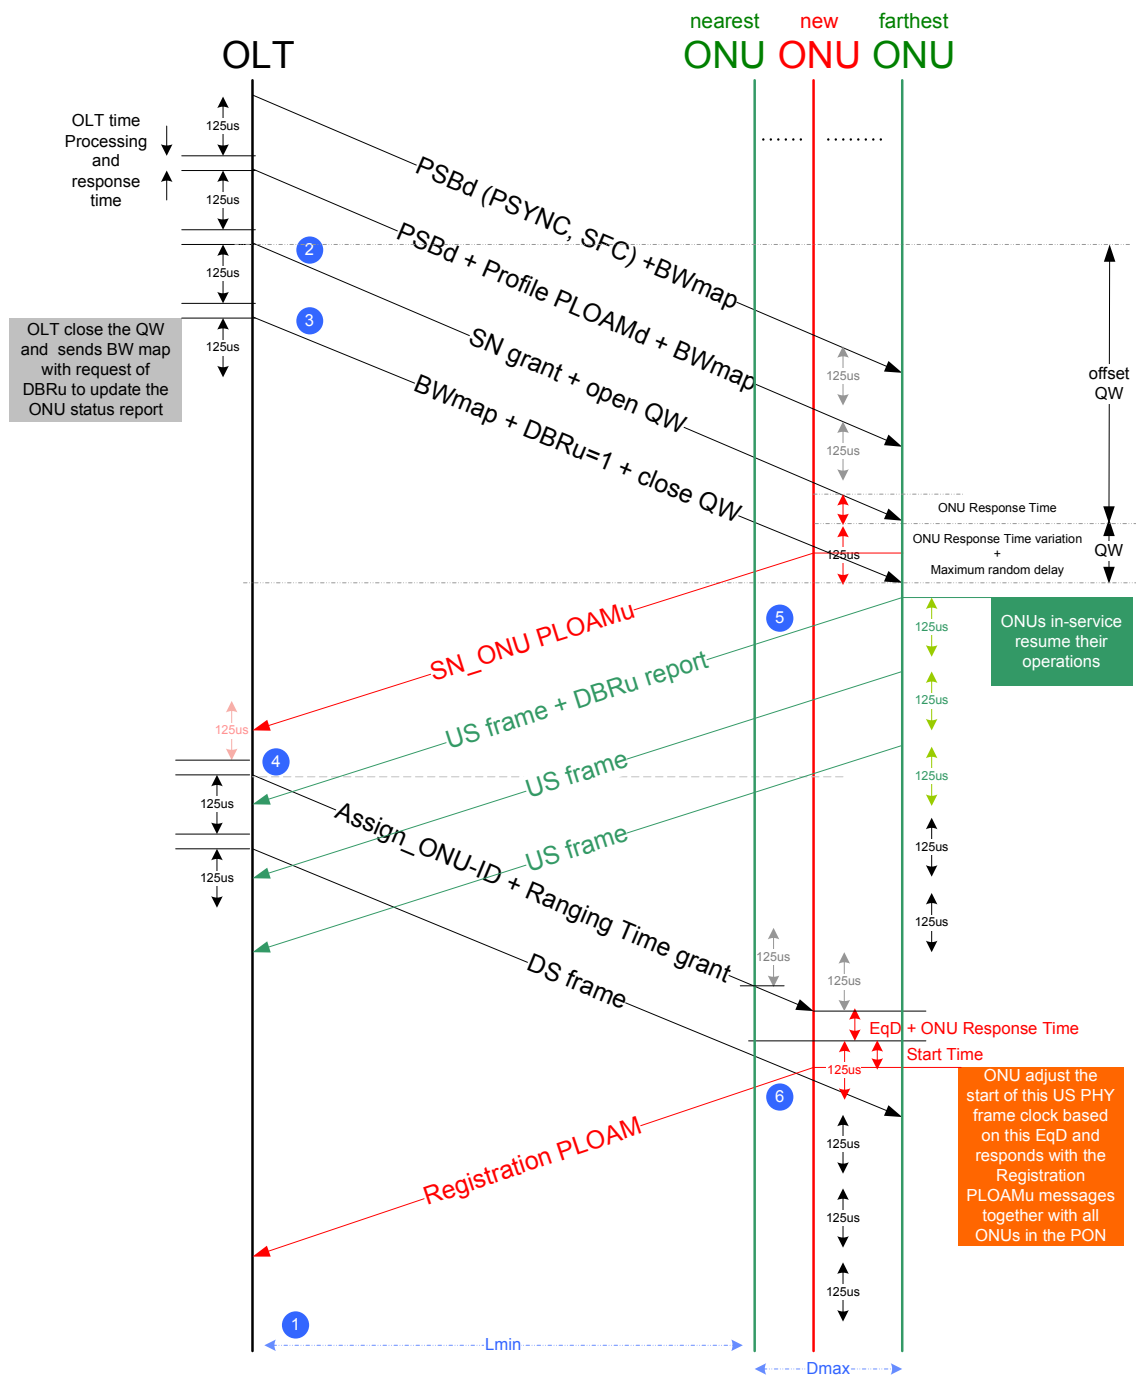 nearest new farthest
OLT ONU ONU ONU
125us
OLT time
Processing
and
response
time
...... ........
PSBd (PSYNC, SFC) +BWmap
125us
PSBd + Profile PLOAMd + BWmap
2
125us
SN grant + open QW
3
OLT close the QW
and sends BW map
with request of
DBRu to update the
ONU status report
125us
BWmap + DBRu=1 + close QW
125us
125us
offset
QW
ONU Response Time
ONU Response Time variation
+
Maximum random delay
QW
125us
5
SN_ONU PLOAMu
125us
ONUs in-service
resume their
operations
US frame + DBRu report
125us
125us
4
US frame
125us
125us
Assign_ONU-ID + Ranging Time grant
US frame
125us
125us
125us
DS frame
125us
125us
EqD + ONU Response Time
Start Time
125us
6
ONU adjust the
start of this US PHY
frame clock based
on this EqD and
responds with the
Registration
PLOAMu messages
together with all
ONUs in the PON
Registration PLOAM
125us
125us
125us
1
Lmin
Dmax